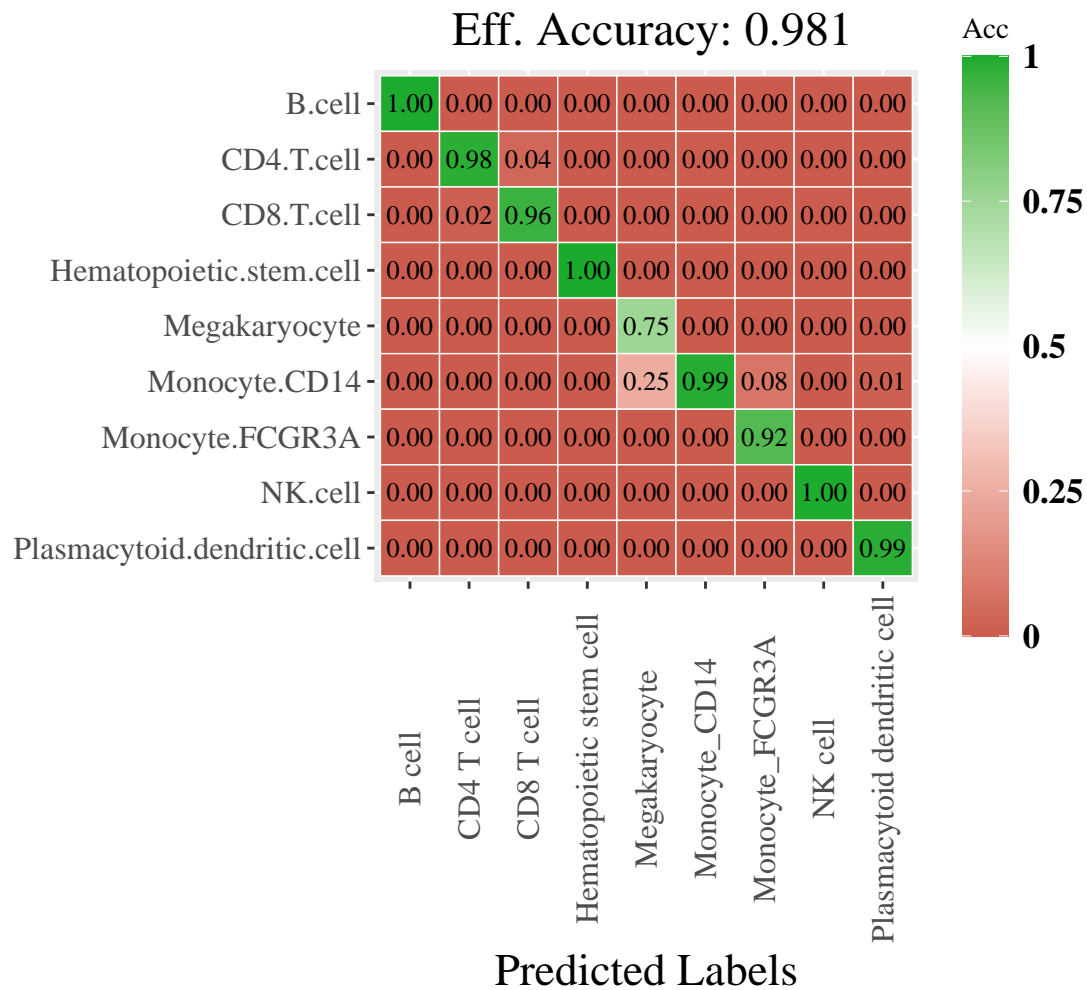 Eff. Accuracy: 0.981
Acc
B.cell 1.00 0.00 0.00 0.00 0.00 0.00 0.00 0.00 0.00
CD4.T.cell 0.00 0.98 0.04 0.00 0.00 0.00 0.00 0.00 0.00
CD8.T.cell 0.00 0.02 0.96 0.00 0.00 0.00 0.00 0.00 0.00
Hematopoietic.stem.cell 0.00 0.00 0.00 1.00 0.00 0.00 0.00 0.00 0.00
Megakaryocyte 0.00 0.00 0.00 0.00 0.75 0.00 0.00 0.00 0.00
Monocyte.CD14 0.00 0.00 0.00 0.00 0.25 0.99 0.08 0.00 0.01
Monocyte.FCGR3A 0.00 0.00 0.00 0.00 0.00 0.00 0.92 0.00 0.00
NK.cell 0.00 0.00 0.00 0.00 0.00 0.00 0.00 1.00 0.00
Plasmacytoid.dendritic.cell 0.00 0.00 0.00 0.00 0.00 0.00 0.00 0.00 0.99
1
0.75
0.5
0.25
0
B cell
CD4 T cell
CD8 T cell
Hematopoietic stem cell
Megakaryocyte
Monocyte_CD14
Monocyte_FCGR3A
NK cell
Plasmacytoid dendritic cell
Predicted Labels